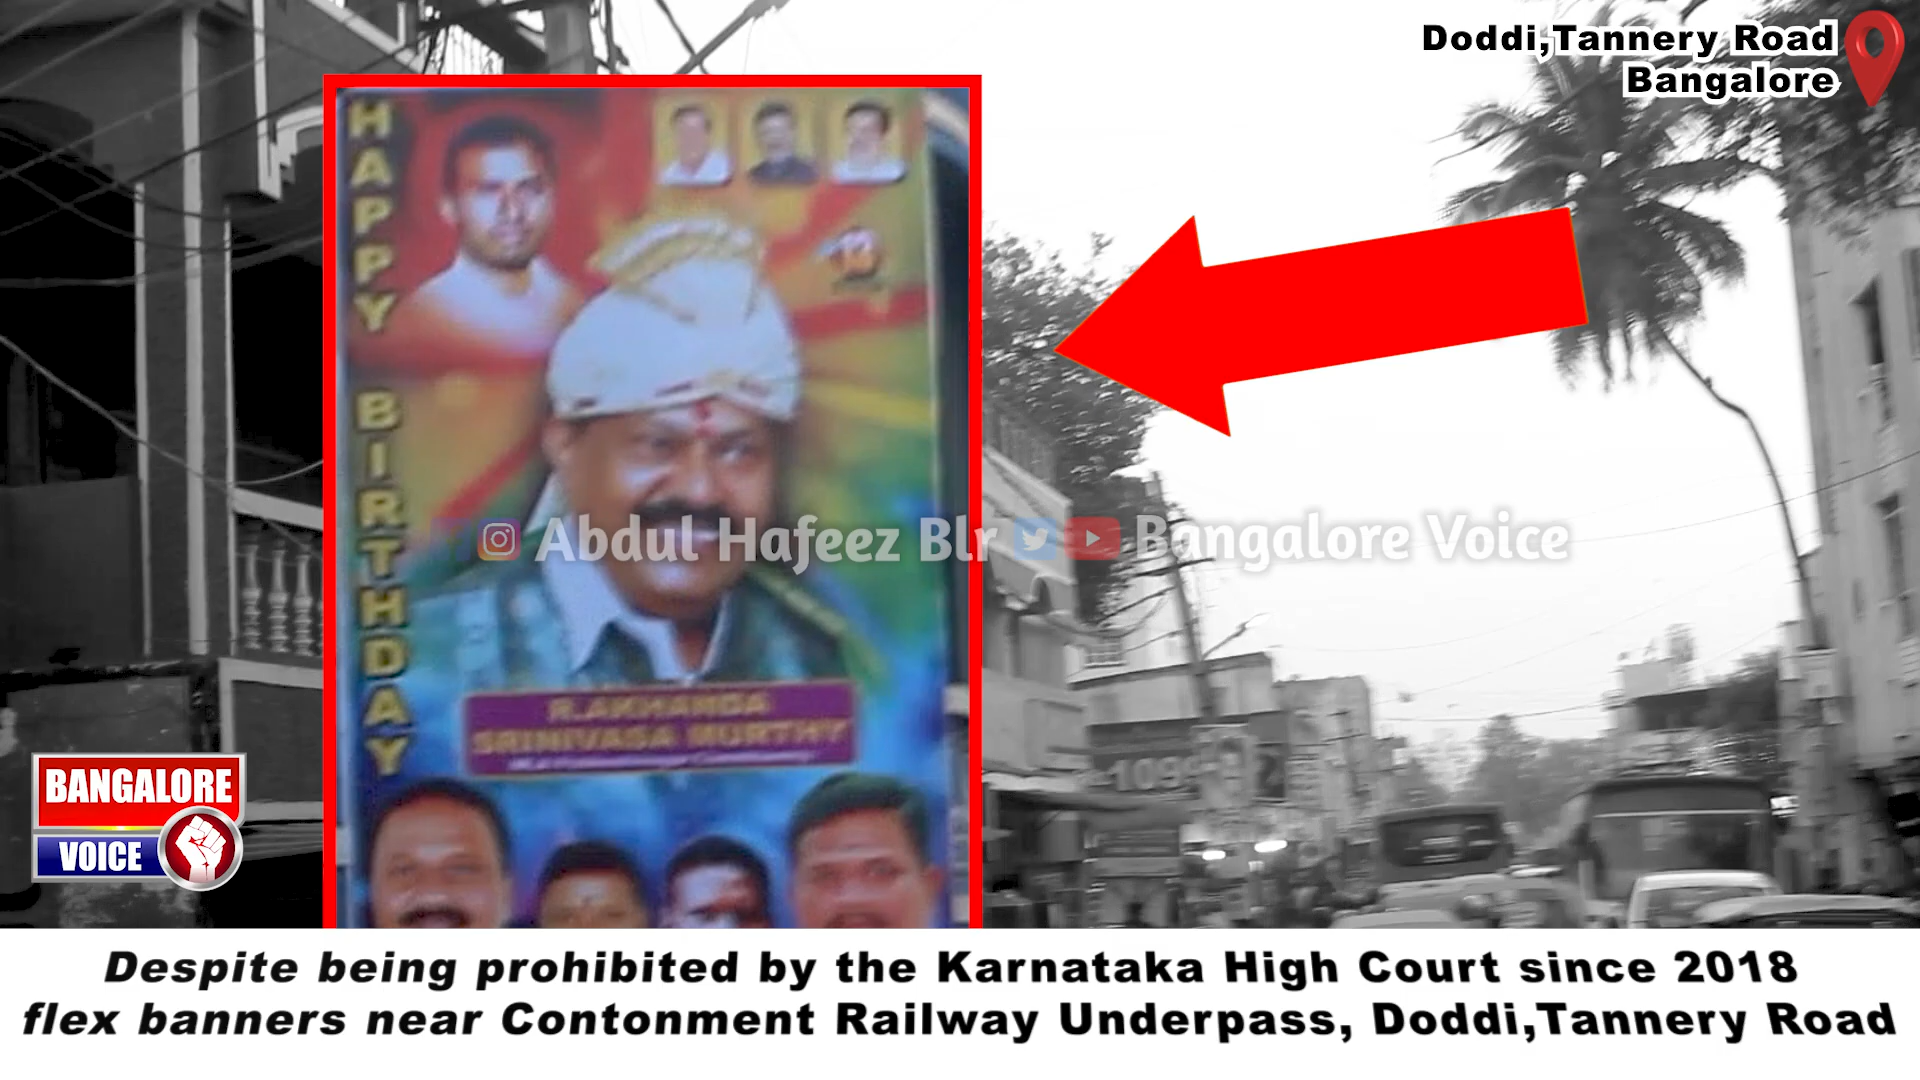 Doddi,Tannery Road
Bangalore
HAPPY BIRTHDAY
R.AKHANDA
SRINIVASA MURTHY
Abdul Hafeez Blr Bangalore Voice
1099
BANGALORE
VOICE
Despite being prohibited by the Karnataka High Court since 2018
flex banners near Contonment Railway Underpass, Doddi,Tannery Road